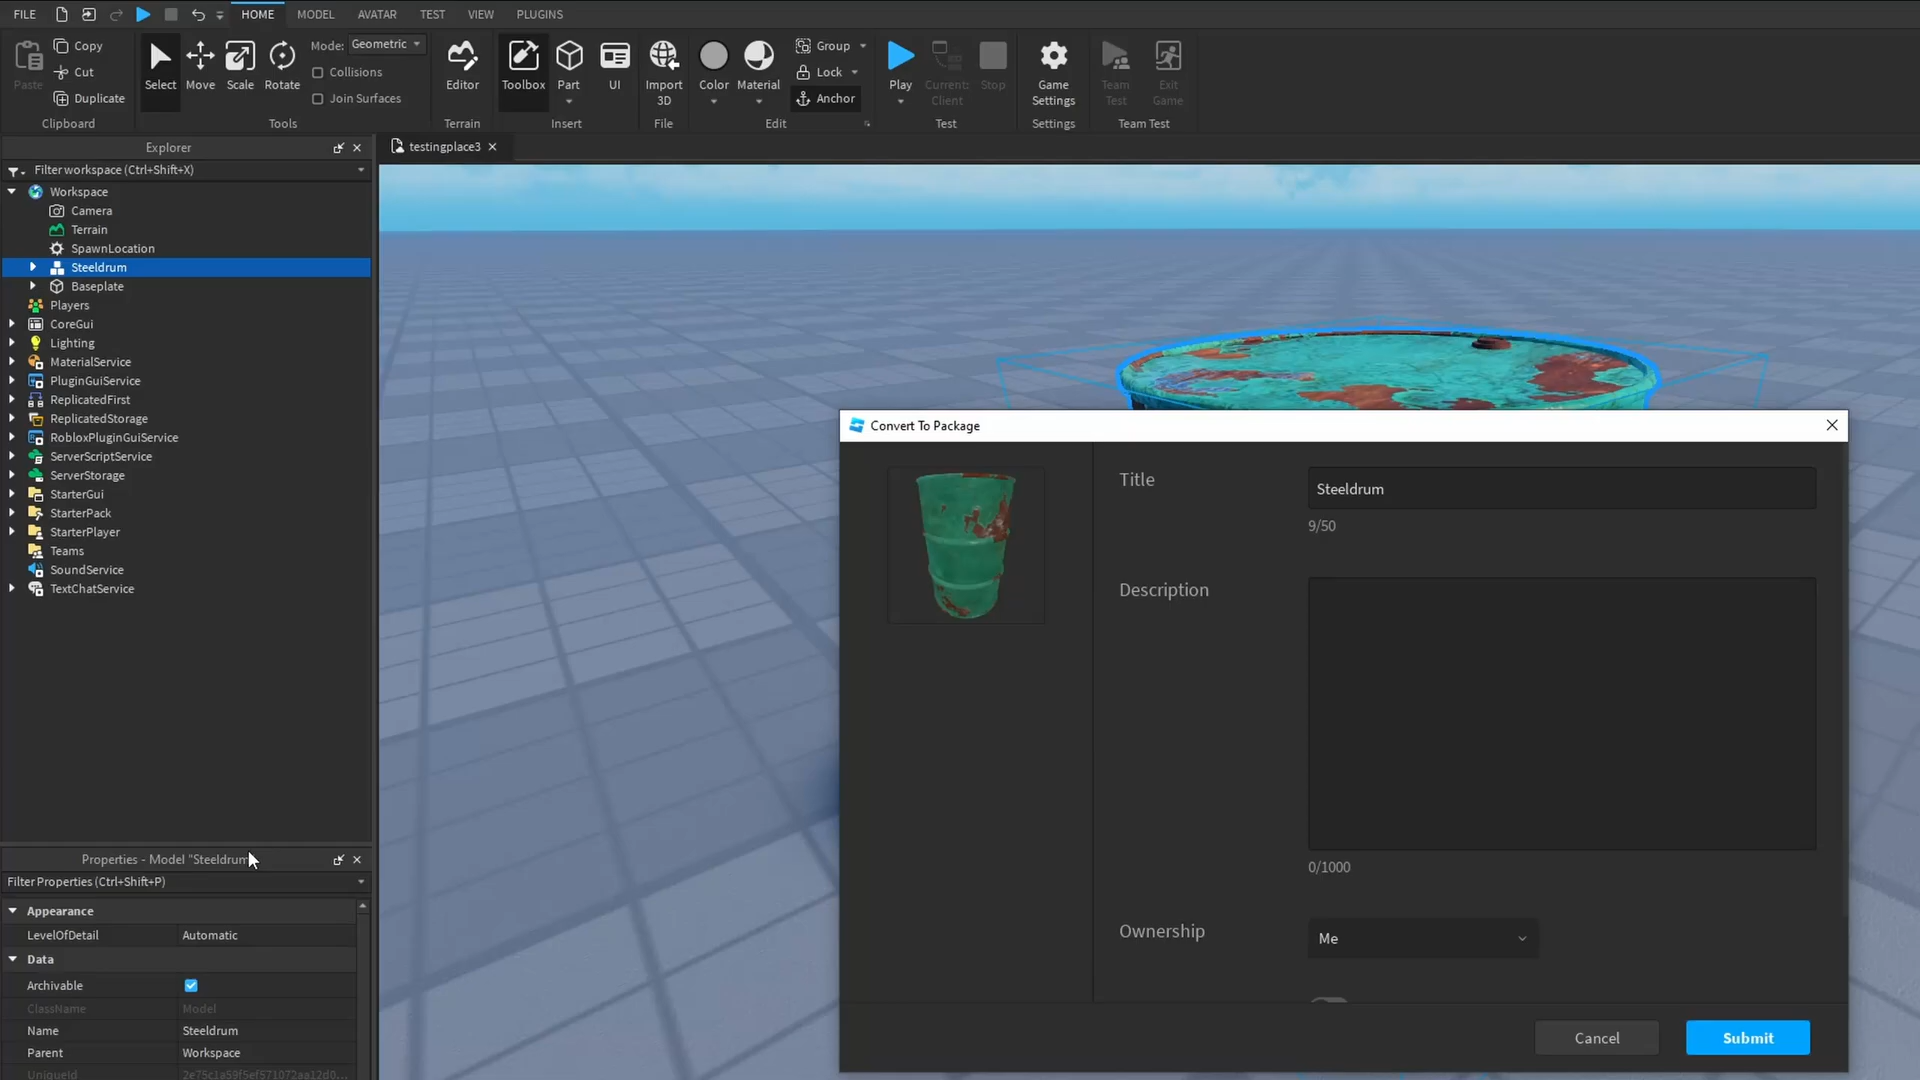 FILE
HOME
MODEL
AVATAR
TEST
VIEW
PLUGINS
Paste
Copy
Cut
Duplicate
Clipboard
Select
Move
Scale
Rotate
Mode: Geometric
Collisions
Join Surfaces
Tools
Editor
Terrain
Toolbox
Part
UI
Insert
Import
3D
File
Color
Material
Group
Lock
Anchor
Edit
Play
Current:
Client
Stop
Test
Game
Settings
Settings
Team
Test
Exit
Game
Team Test
Explorer
testingplace3
Filter workspace (Ctrl+Shift+X)
Workspace
Camera
Terrain
SpawnLocation
Steeldrum
Baseplate
Players
CoreGui
Lighting
MaterialService
PluginGuiService
ReplicatedFirst
ReplicatedStorage
RobloxPluginGuiService
ServerScriptService
ServerStorage
StarterGui
StarterPack
StarterPlayer
Teams
SoundService
TextChatService
Properties - Model "Steeldrum
Filter Properties (Ctrl+Shift+P)
Appearance
LevelOfDetail Automatic
Data
Archivable
ClassName Model
Name Steeldrum
Parent Workspace
UniqueId
Convert To Package
Title
Steeldrum
9/50
Description
0/1000
Ownership
Me
Cancel
Submit